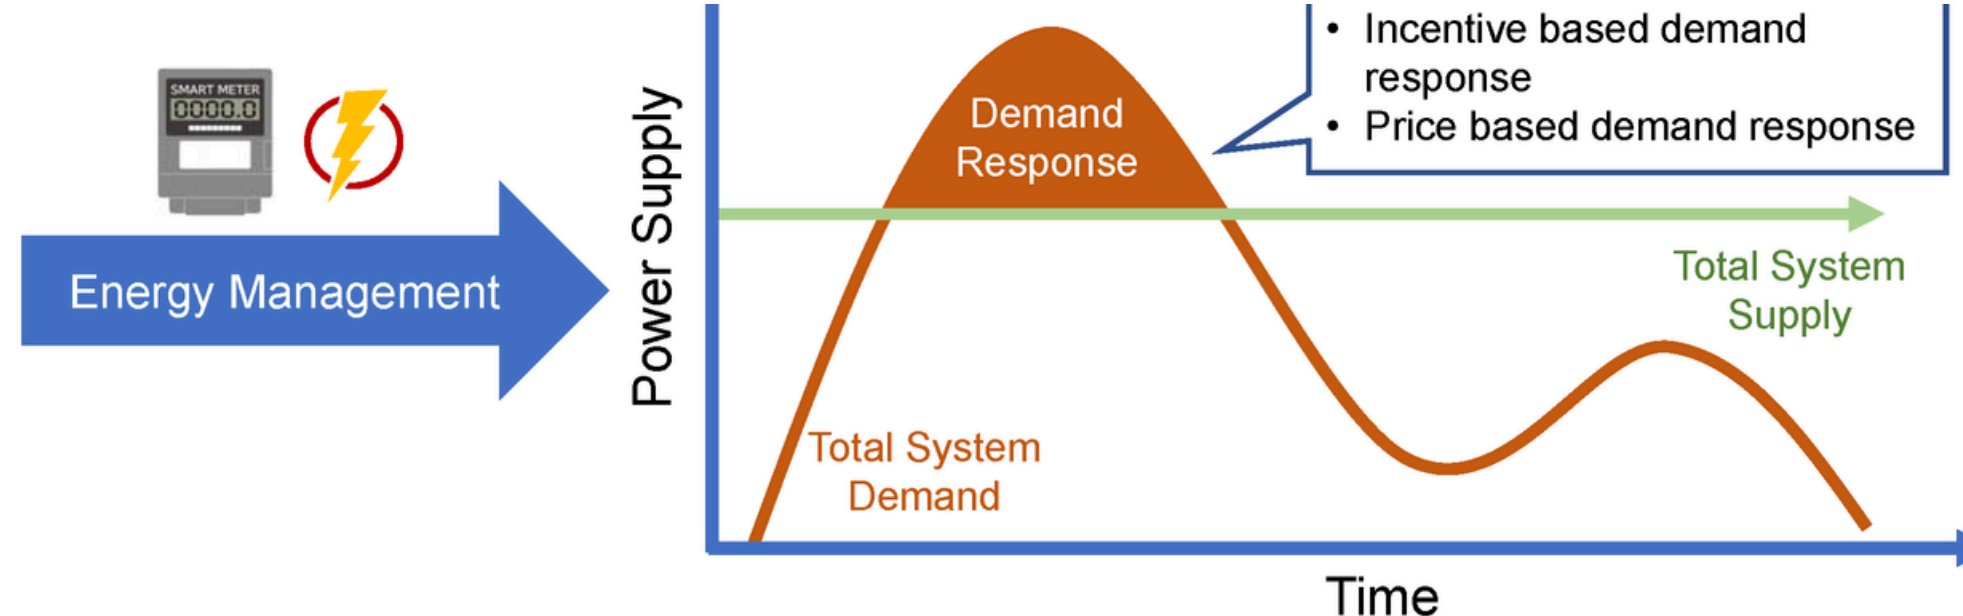 SMART METER
0000.0
Energy Management
Power Supply
Demand
Response
• Incentive based demand
response
• Price based demand response
Total System
Supply
Total System
Demand
Time